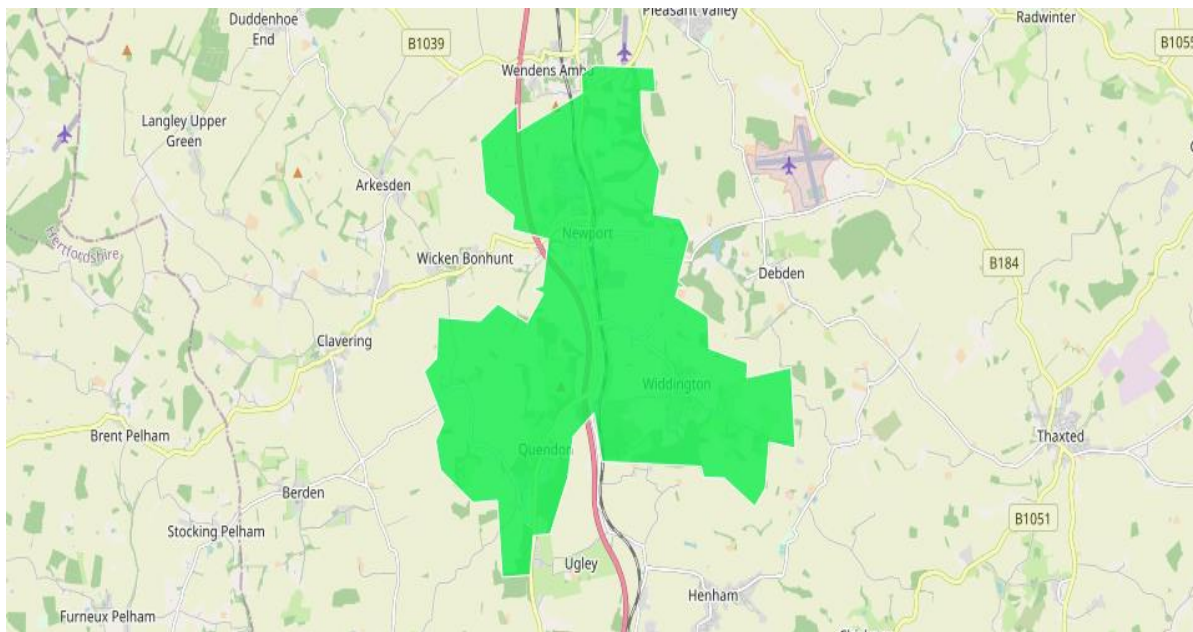 Duddenhoe
End
Pleasant Valley
Radwinter
B1039
B1055
Wendens Amb
Langley Upper
Green
Arkesden
Newport
Hertfordshire
Wicken Bonhunt
B184
Debden
Clavering
Widdington
Brent Pelham
Thaxted
Quendon
Berden
Stocking Pelham
B1051
Ugley
Henham
Furneux Pelham